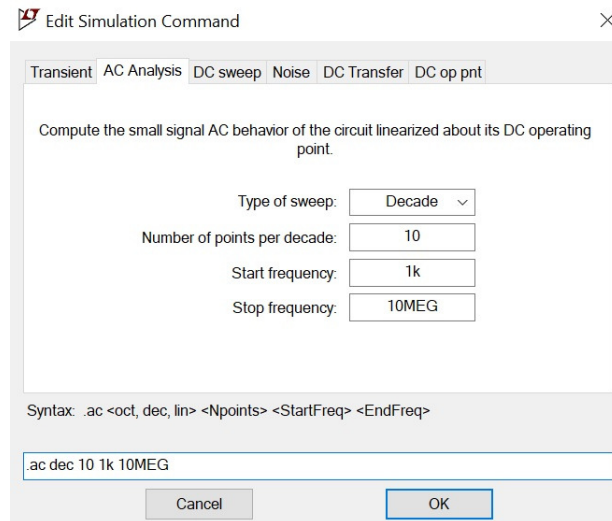 Edit Simulation Command
Transient AC Analysis DC sweep Noise DC Transfer DC op pnt
Compute the small signal AC behavior of the circuit linearized about its DC operating
point.
Type of sweep: Decade
Number of points per decade: 10
Start frequency: 1k
Stop frequency: 10MEG
Syntax: .ac <oct, dec, lin> <Npoints> <StartFreq> <EndFreq>
.ac dec 10 1k 10MEG
Cancel OK